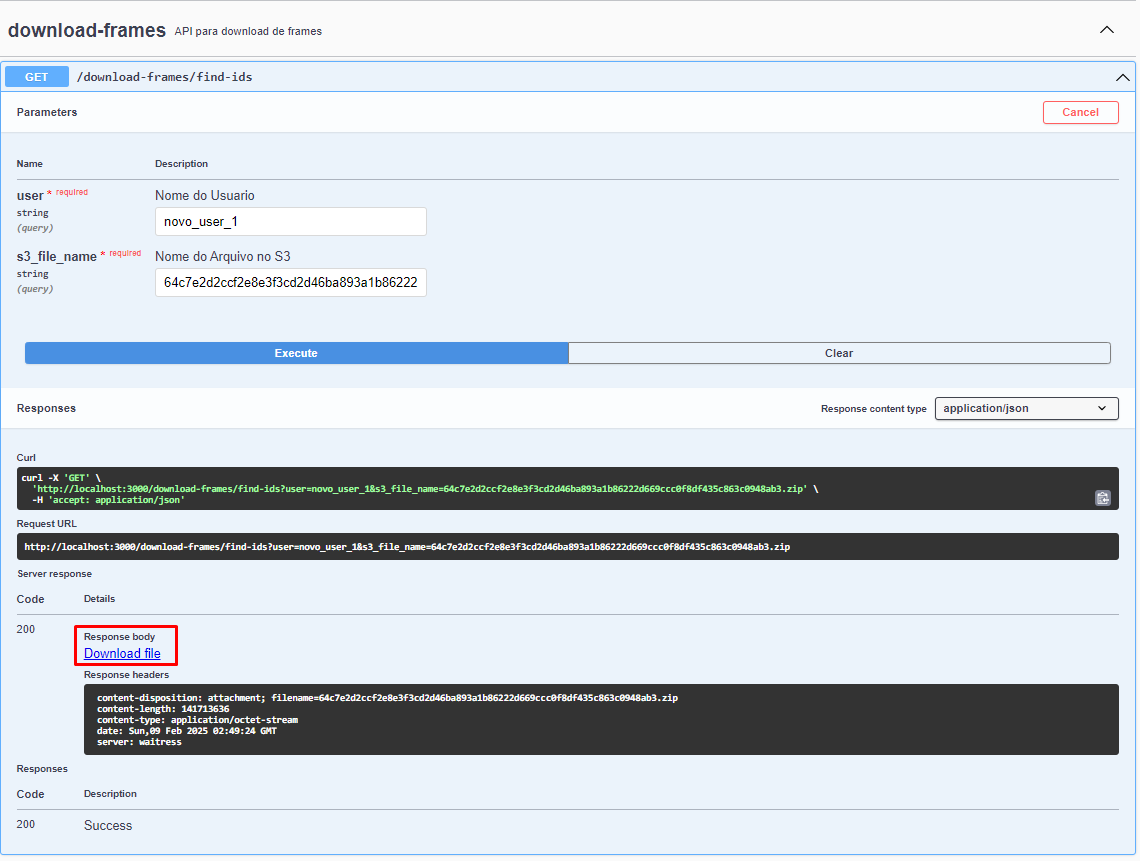 download-frames API para download de frames
GET /download-frames/find-ids
Parameters
Cancel
Name Description
user * required
string
(query)
Nome do Usuario
novo_user_1
s3_file_name * required
string
(query)
Nome do Arquivo no S3
64c7e2d2ccf2e8e3f3cd2d46ba893a1b86222
Execute
Clear
Responses
Response content type application/json
Curl
curl -X 'GET' \
'http://localhost:3000/download-frames/find-ids?user=novo_user_1&s3_file_name=64c7e2d2ccf2e8e3f3cd2d46ba893a1b86222d669ccc0f8df435c863c0948ab3.zip' \
-H 'accept: application/json'
Request URL
http://localhost:3000/download-frames/find-ids?user=novo_user_1&s3_file_name=64c7e2d2ccf2e8e3f3cd2d46ba893a1b86222d669ccc0f8df435c863c0948ab3.zip
Server response
Code Details
200
Response body
Download file
Response headers
content-disposition: attachment; filename=64c7e2d2ccf2e8e3f3cd2d46ba893a1b86222d669ccc0f8df435c863c0948ab3.zip
content-length: 141713636
content-type: application/octet-stream
date: Sun,09 Feb 2025 02:49:24 GMT
server: waitress
Responses
Code Description
200 Success